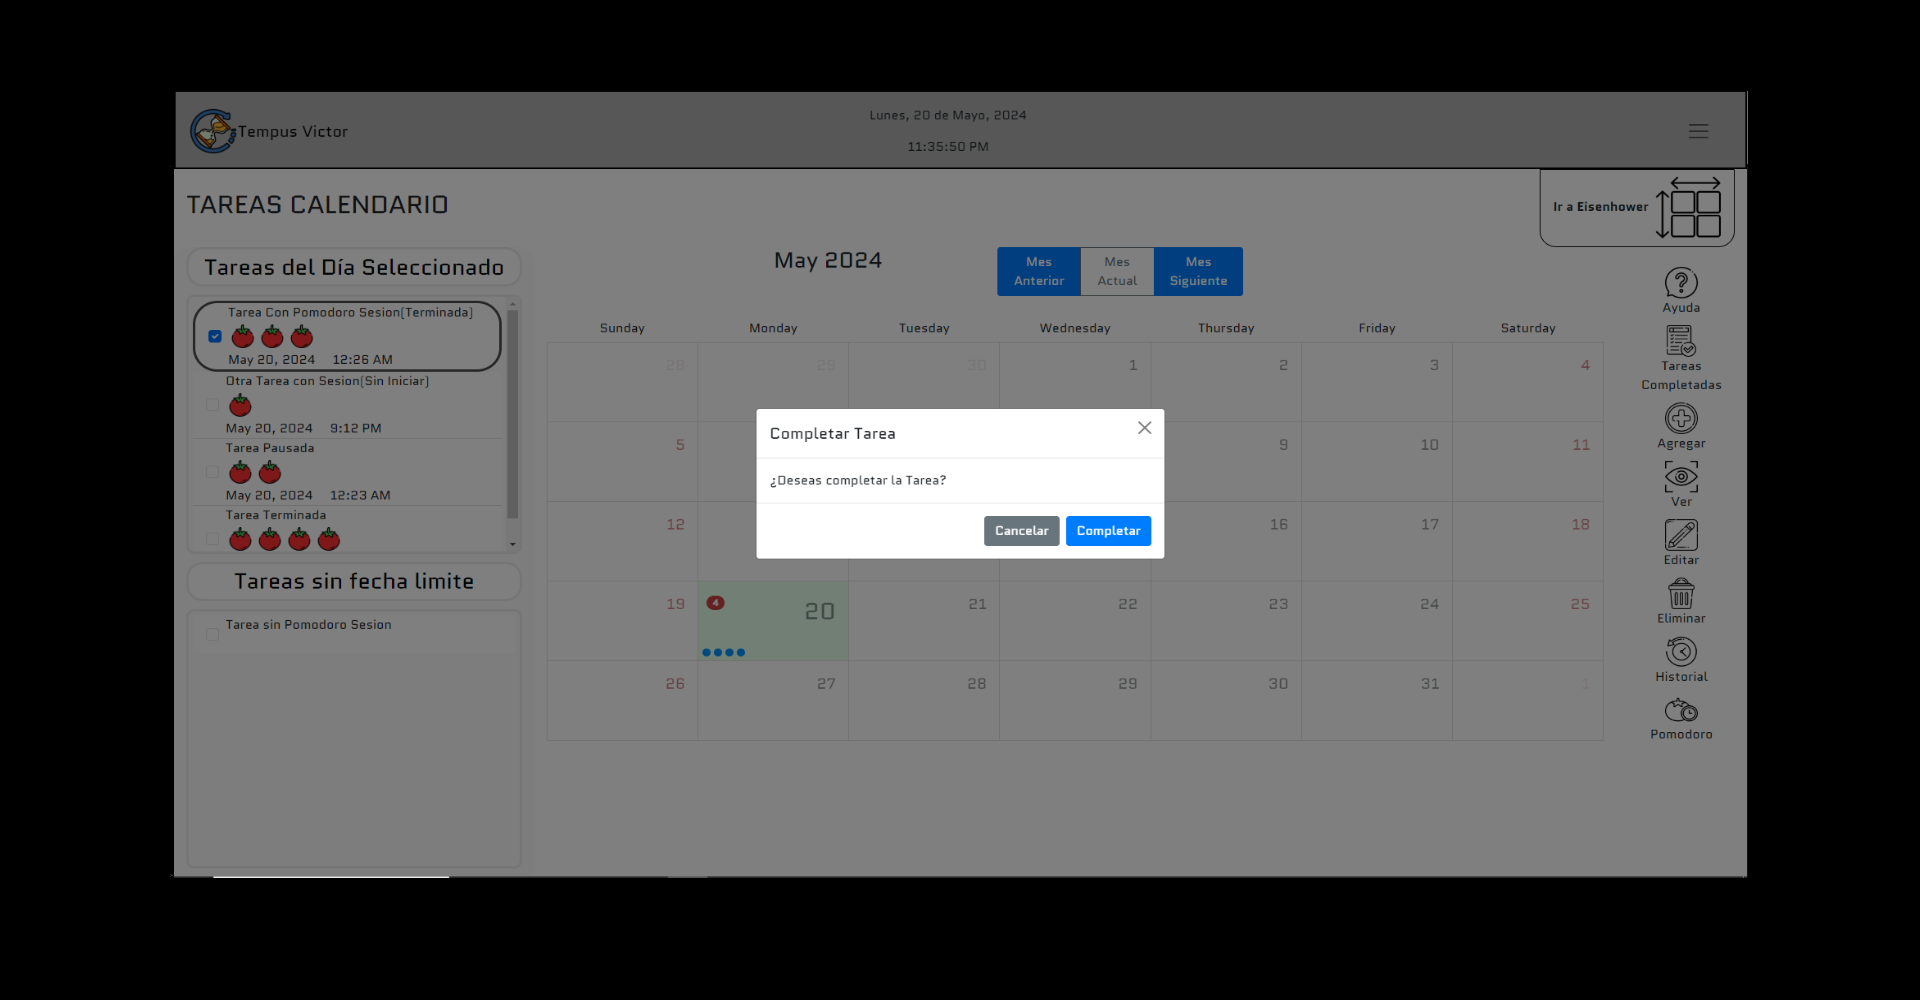 Tempus Victor
Lunes, 20 de Mayo, 2024
11:35:50 PM
TAREAS CALENDARIO
Ir a Eisenhower
Tareas del Día Seleccionado
Tarea Con Pomodoro Sesion(Terminada)
May 20, 2024 12:26 AM
Otra Tarea con Sesion(Sin Iniciar)
May 20, 2024 9:12 PM
Tarea Pausada
May 20, 2024 12:23 AM
Tarea Terminada
Tareas sin fecha limite
Tarea sin Pomodoro Sesion
May 2024
Mes Anterior
Mes Actual
Mes Siguiente
Sunday Monday Tuesday Wednesday Thursday Friday Saturday
28 29 30 1 2 3 4
5 9 10 11
12 16 17 18
19 4 20 21 22 23 24 25
26 27 28 29 30 31 1
Completar Tarea
¿Deseas completar la Tarea?
Cancelar Completar
Ayuda
Tareas
Completadas
Agregar
Ver
Editar
Eliminar
Historial
Pomodoro